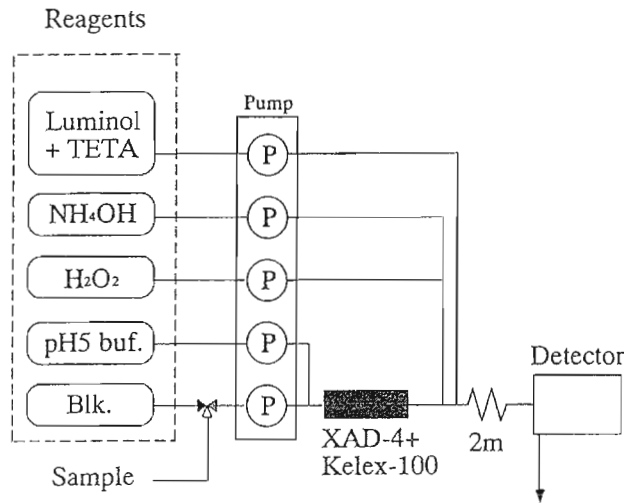 Reagents
Pump
Luminol
+ TETA
P
NH₄OH
P
H₂O₂
P
pH5 buf.
P
Blk.
P
Sample
XAD-4+
Kelex-100
2m
Detector